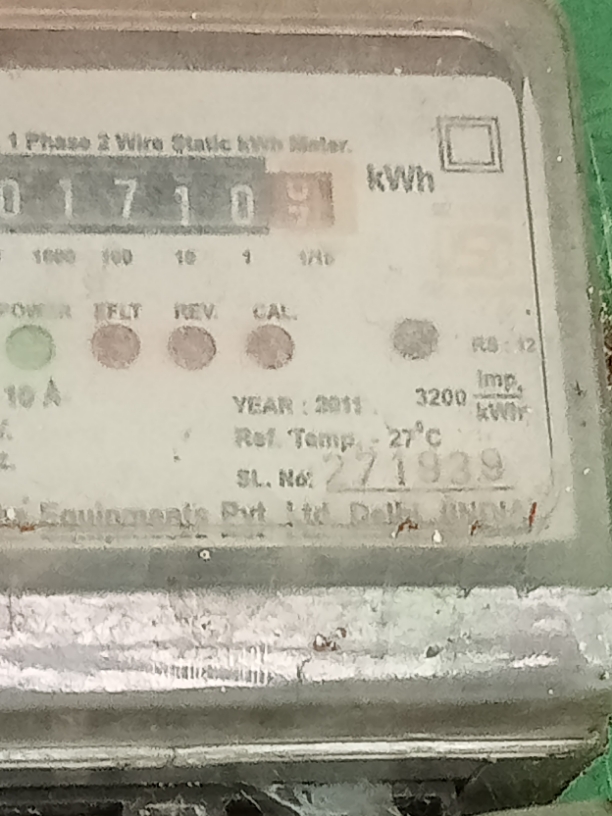 1 Phase 2 Wire Static kWh Meter.
0 1 7 1 0
kWh
1000 100 10 1 1/10
POWER EFLT REV. CAL.
RS : 12
10 A
3200 Imp./kWh
YEAR : 2011
Ref. Temp. - 27°C
SL. No: 271939
Equipments Pvt. Ltd. Delhi (INDIA)